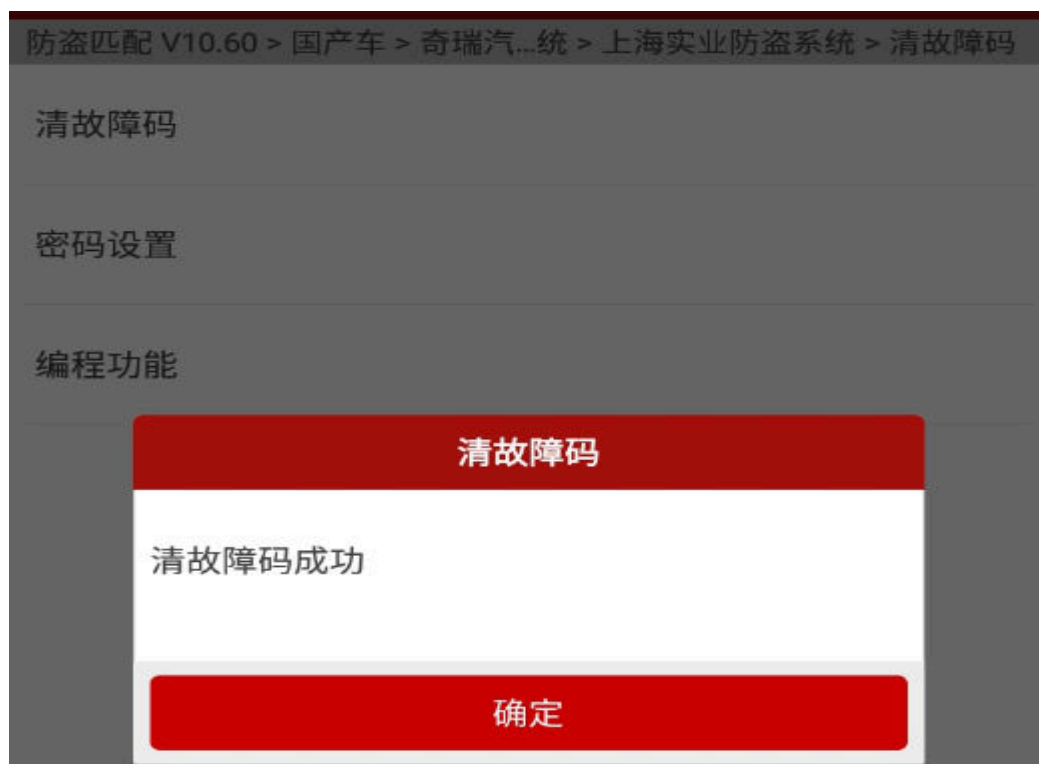 防盗匹配 V10.60 > 国产车 > 奇瑞汽...统 > 上海实业防盗系统 > 清故障码
清故障码
密码设置
编程功能
清故障码
清故障码成功
确定